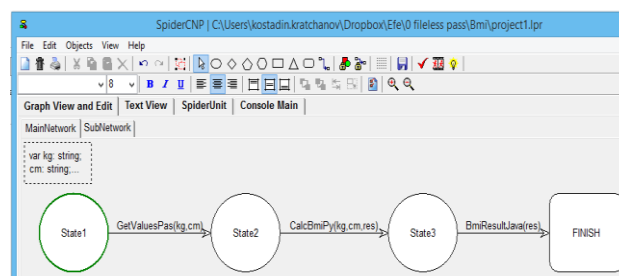 SpiderCNP | C:\Users\kostadin.kratchanov\Dropbox\Efe\0 fileless pass\Bmi\project1.lpr
File Edit Objects View Help
8 B I U
Graph View and Edit Text View SpiderUnit Console Main
MainNetwork SubNetwork
var kg: string;
cm: string;...
State1 GetValuesPas(kg,cm) State2 CalcBmiPy(kg,cm,res) State3 BmiResultJava(res) FINISH